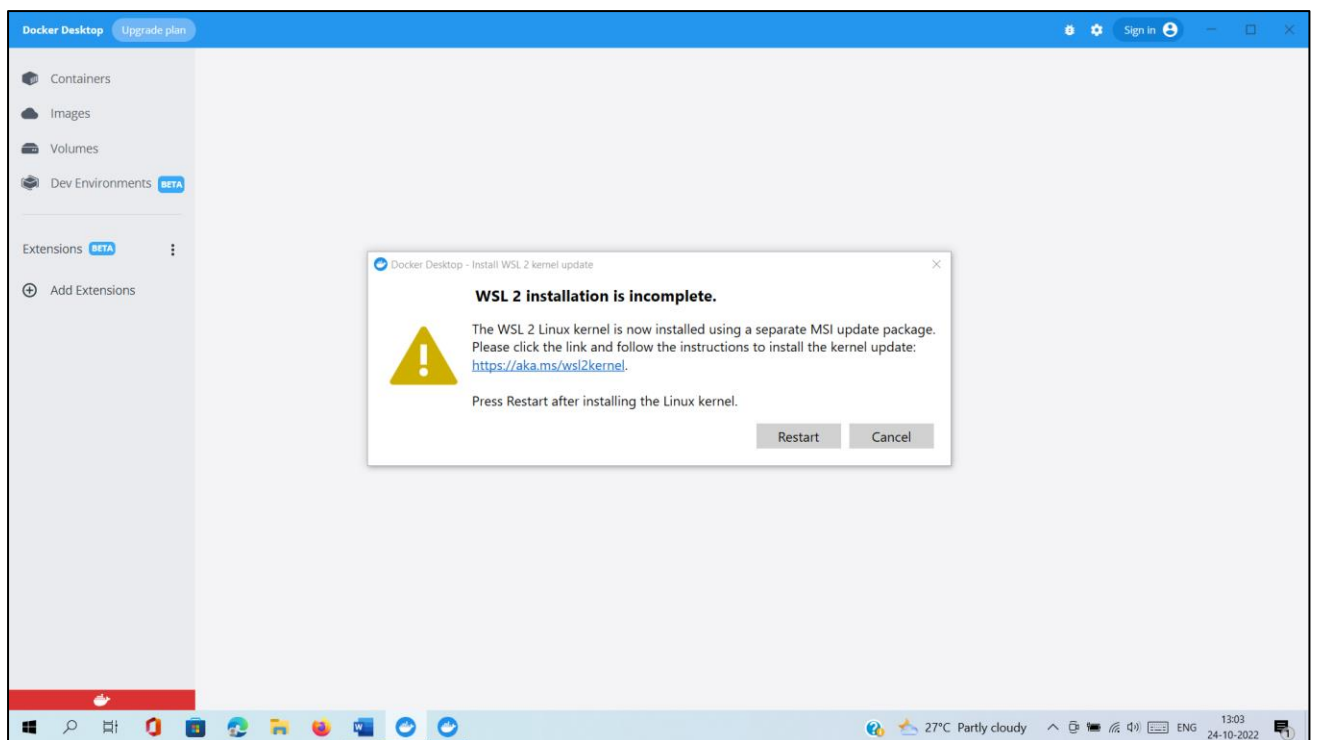 Docker Desktop Upgrade plan Sign in
Containers
Images
Volumes
Dev Environments BETA
Extensions BETA
Add Extensions
Docker Desktop - Install WSL 2 kernel update
WSL 2 installation is incomplete.
The WSL 2 Linux kernel is now installed using a separate MSI update package.
Please click the link and follow the instructions to install the kernel update:
https://aka.ms/wsl2kernel.
Press Restart after installing the Linux kernel.
Restart Cancel
27°C Partly cloudy ENG 13:03
24-10-2022